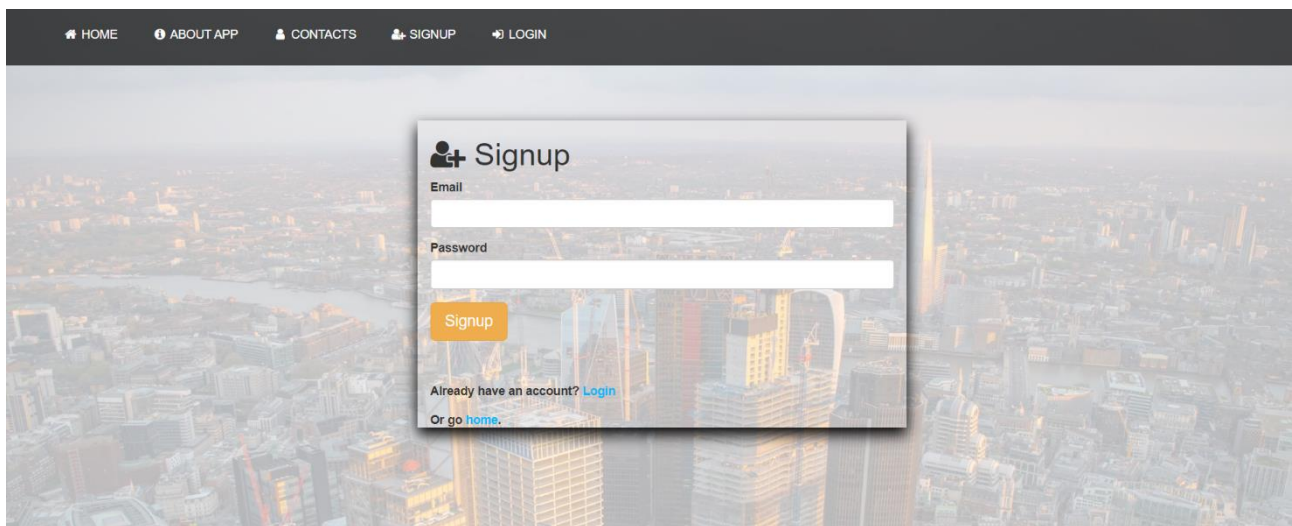 HOME ABOUT APP CONTACTS SIGNUP LOGIN
Signup
Email
Password
Signup
Already have an account? Login
Or go home.